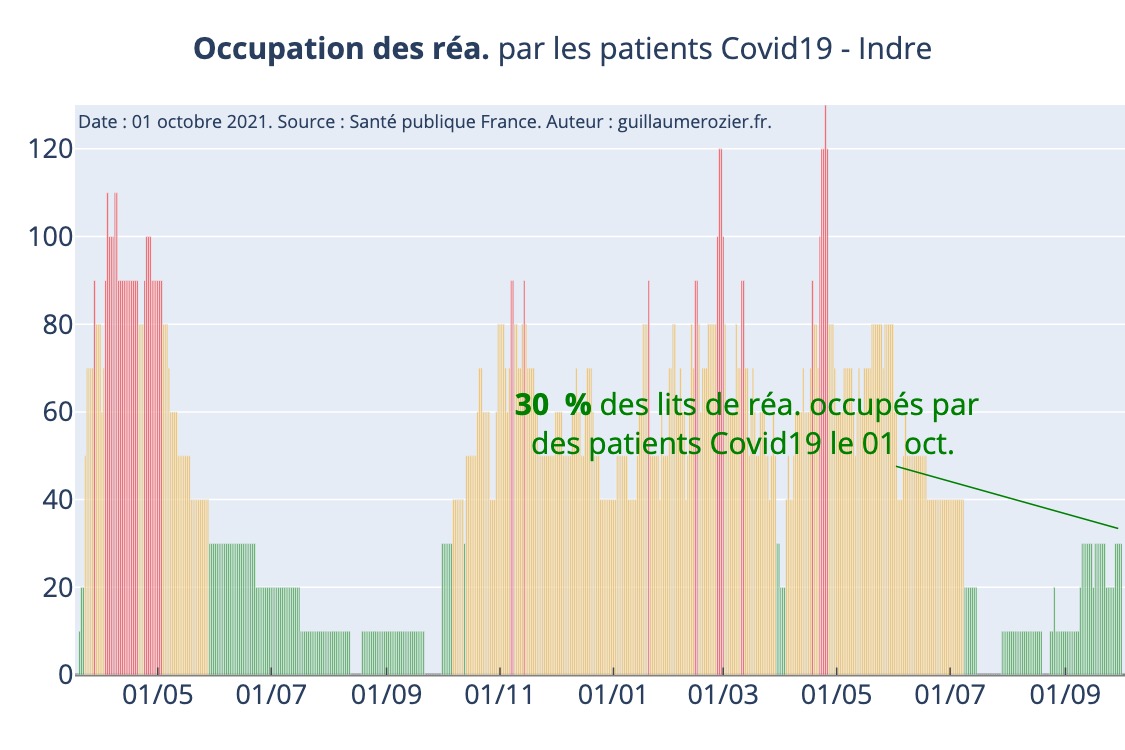 Occupation des réa. par les patients Covid19 - Indre
Date : 01 octobre 2021. Source : Santé publique France. Auteur : guillaumerozier.fr.
120
100
80
60
40
20
0
30 % des lits de réa. occupés par
des patients Covid19 le 01 oct.
01/05 01/07 01/09 01/11 01/01 01/03 01/05 01/07 01/09